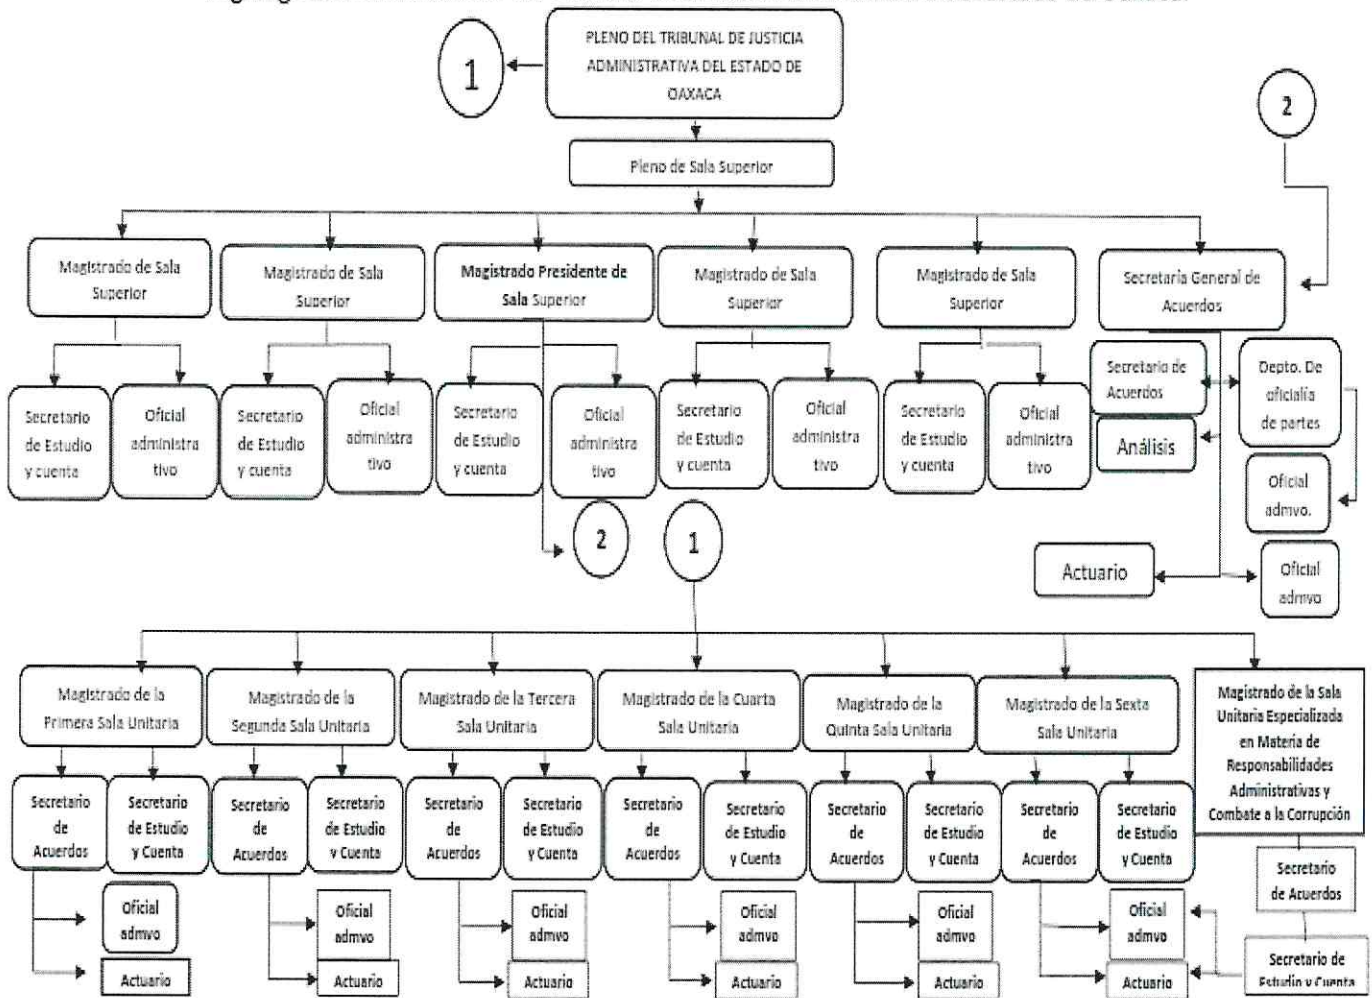 PLENO DEL TRIBUNAL DE JUSTICIA
ADMINISTRATIVA DEL ESTADO DE
OAXACA
1
2
Pleno de Sala Superior
Magistrado de Sala
Superior
Magistrado de Sala
Superior
Magistrado Presidente de
Sala Superior
Magistrado de Sala
Superior
Magistrado de Sala
Superior
Secretaría General de
Acuerdos
Secretario
de Estudio
y cuenta
Oficial
administra
tivo
Secretario
de Estudio
y cuenta
Oficial
administra
tivo
Secretario
de Estudio
y cuenta
Oficial
administra
tivo
Secretario
de Estudio
y cuenta
Oficial
administra
tivo
Secretario
de Estudio
y cuenta
Oficial
administra
tivo
Secretario de
Acuerdos
Depto. De
oficialía
de partes
Análisis
Oficial
admvo.
2
1
Actuario
Oficial
admvo
Magistrado de la
Primera Sala Unitaria
Magistrado de la
Segunda Sala Unitaria
Magistrado de la Tercera
Sala Unitaria
Magistrado de la Cuarta
Sala Unitaria
Magistrado de la
Quinta Sala Unitaria
Magistrado de la Sexta
Sala Unitaria
Magistrado de la Sala
Unitaria Especializada
en Materia de
Responsabilidades
Administrativas y
Combate a la Corrupción
Secretario
de
Acuerdos
Secretario
de Estudio
y Cuenta
Secretario
de
Acuerdos
Secretario
de Estudio
y Cuenta
Secretario
de
Acuerdos
Secretario
de Estudio
y Cuenta
Secretario
de
Acuerdos
Secretario
de Estudio
y Cuenta
Secretario
de
Acuerdos
Secretario
de Estudio
y Cuenta
Secretario
de
Acuerdos
Secretario
de Estudio
y Cuenta
Secretario
de Acuerdos
Oficial
admvo
Oficial
admvo
Oficial
admvo
Oficial
admvo
Oficial
admvo
Oficial
admvo
Secretario de
Estudio y Cuenta
Actuario
Actuario
Actuario
Actuario
Actuario
Actuario